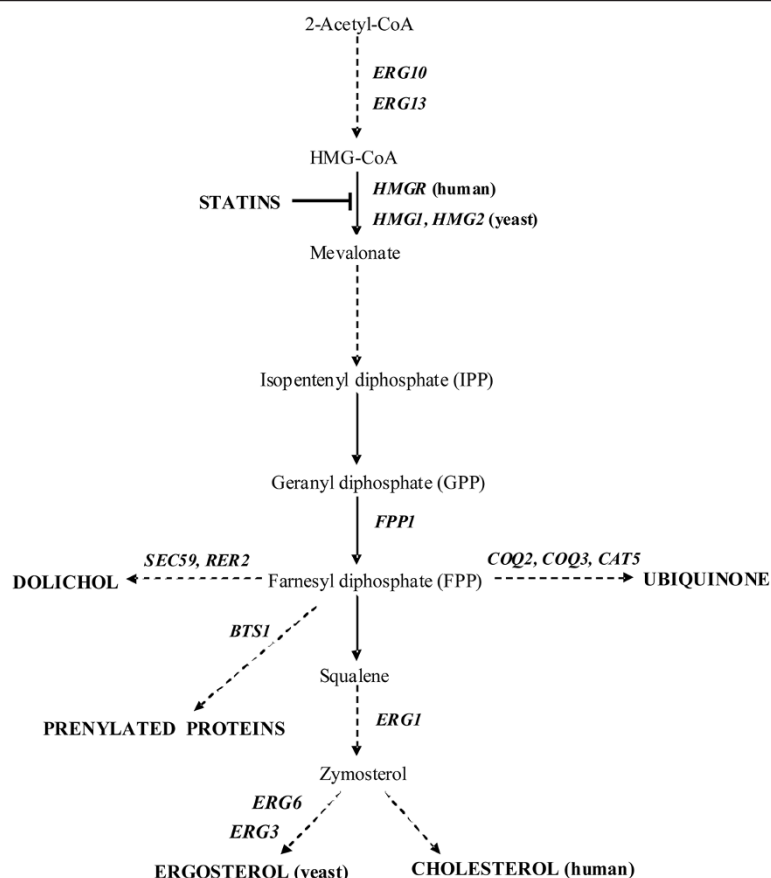 2-Acetyl-CoA
ERG10
ERG13
HMG-CoA
STATINS
HMGR (human)
HMG1, HMG2 (yeast)
Mevalonate
Isopentenyl diphosphate (IPP)
Geranyl diphosphate (GPP)
FPP1
SEC59, RER2
COQ2, COQ3, CAT5
DOLICHOL
Farnesyl diphosphate (FPP)
UBIQUINONE
BTS1
Squalene
PRENYLATED PROTEINS
ERG1
Zymosterol
ERG6
ERG3
ERGOSTEROL (yeast)
CHOLESTEROL (human)